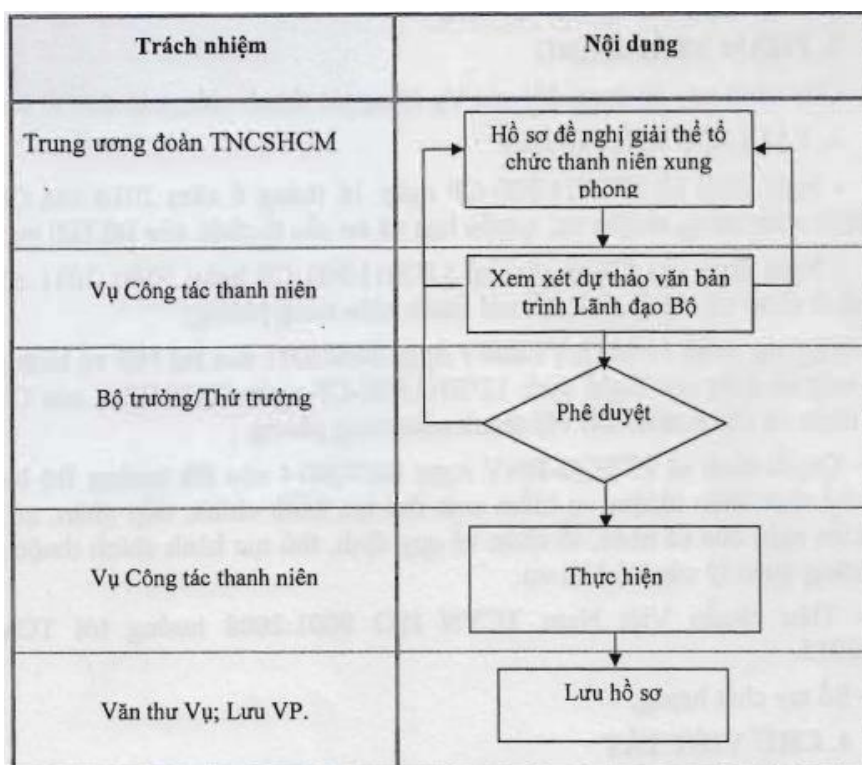 Trách nhiệm
Nội dung
Trung ương đoàn TNCSHCM
Hồ sơ đề nghị giải thể tổ
chức thanh niên xung
phong
Vụ Công tác thanh niên
Xem xét dự thảo văn bản
trình Lãnh đạo Bộ
Bộ trưởng/Thứ trưởng
Phê duyệt
Vụ Công tác thanh niên
Thực hiện
Văn thư Vụ; Lưu VP.
Lưu hồ sơ